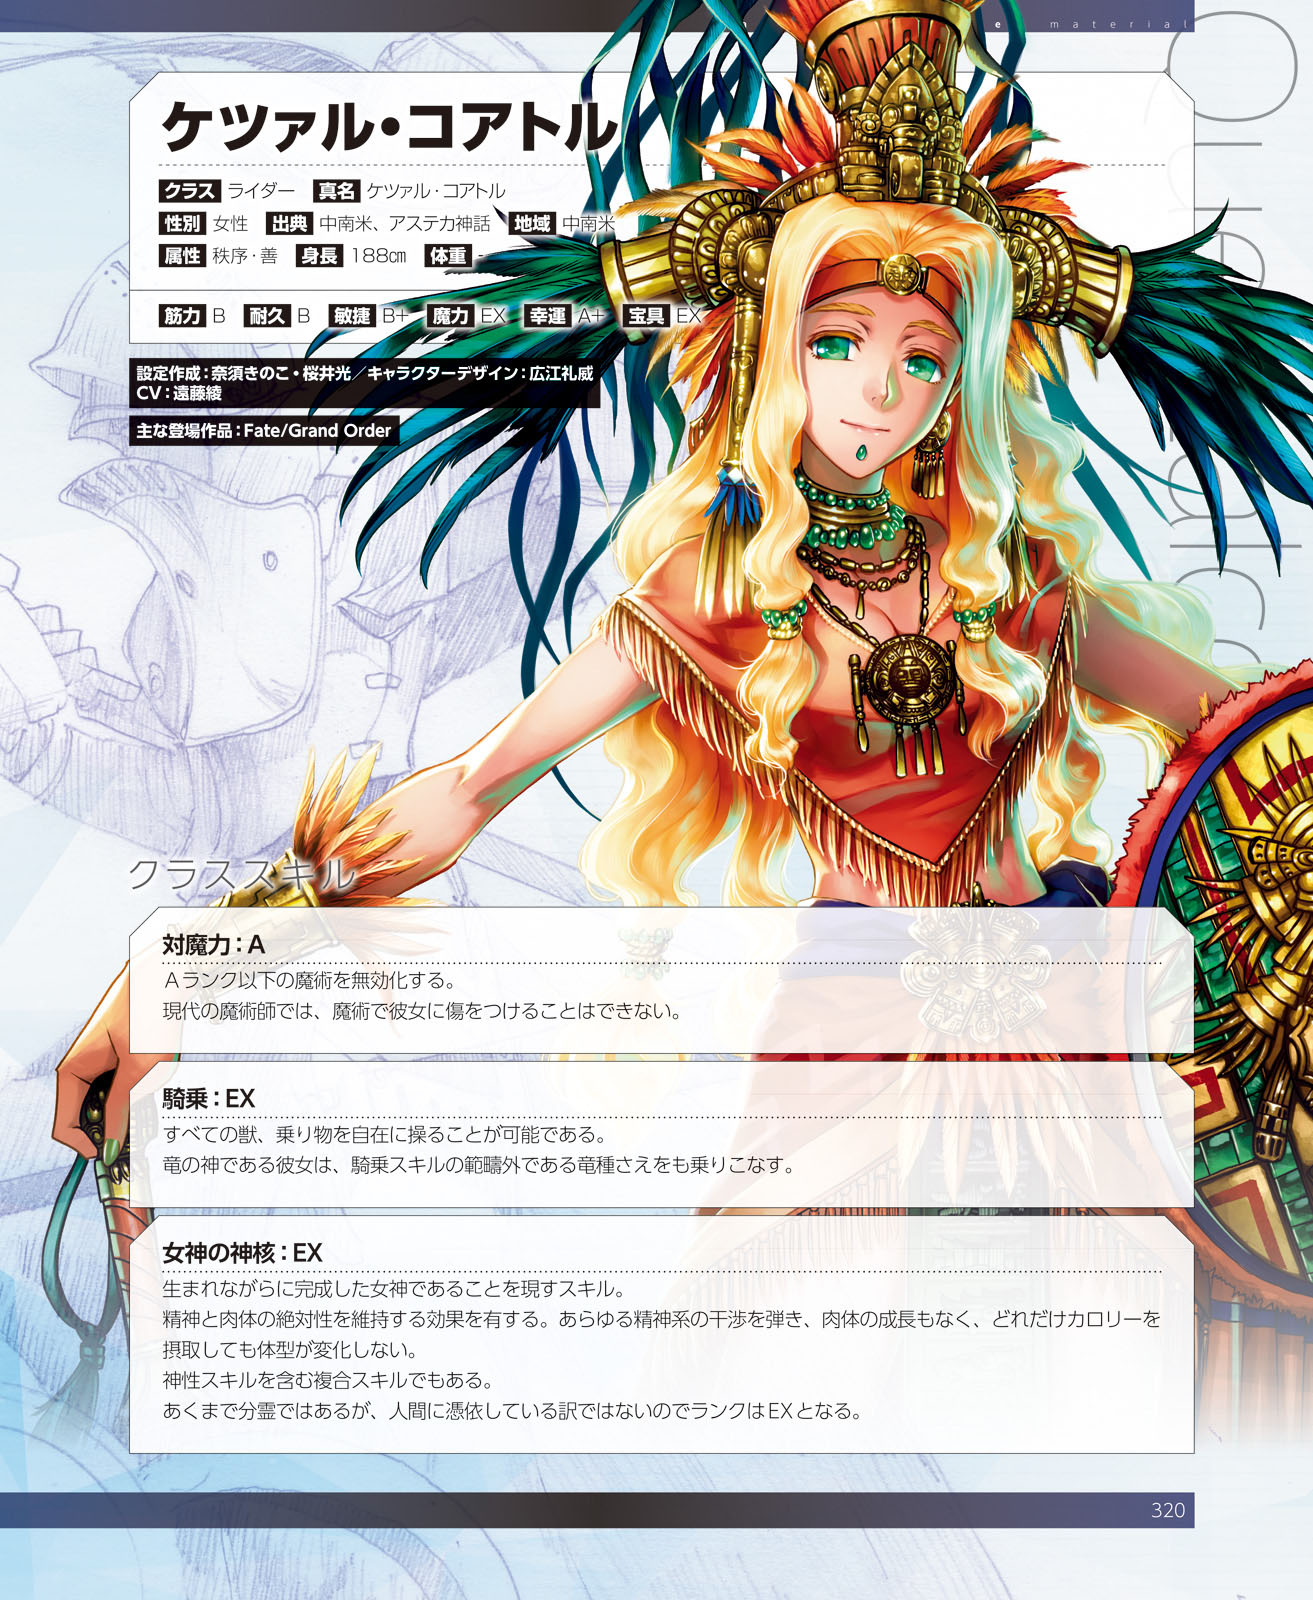 e material
ケツァル・コアトル
クラス ライダー 真名 ケツァル・コアトル
性別 女性 出典 中南米、アステカ神話 地域 中南米
属性 秩序・善 身長 188㎝ 体重
筋力 B 耐久 B 敏捷 B+ 魔力 EX 幸運 A+ 宝具 EX
設定作成：奈須きのこ・桜井光／キャラクターデザイン：広江礼威
CV：遠藤綾
主な登場作品：Fate/Grand Order
クラススキル
対魔力：A
Aランク以下の魔術を無効化する。
現代の魔術師では、魔術で彼女に傷をつけることはできない。
騎乗：EX
すべての獣、乗り物を自在に操ることが可能である。
竜の神である彼女は、騎乗スキルの範疇外である竜種さえをも乗りこなす。
女神の神核：EX
生まれながらに完成した女神であることを現すスキル。
精神と肉体の絶対性を維持する効果を有する。あらゆる精神系の干渉を弾き、肉体の成長もなく、どれだけカロリーを
摂取しても体型が変化しない。
神性スキルを含む複合スキルでもある。
あくまで分霊ではあるが、人間に憑依している訳ではないのでランクはEXとなる。
320